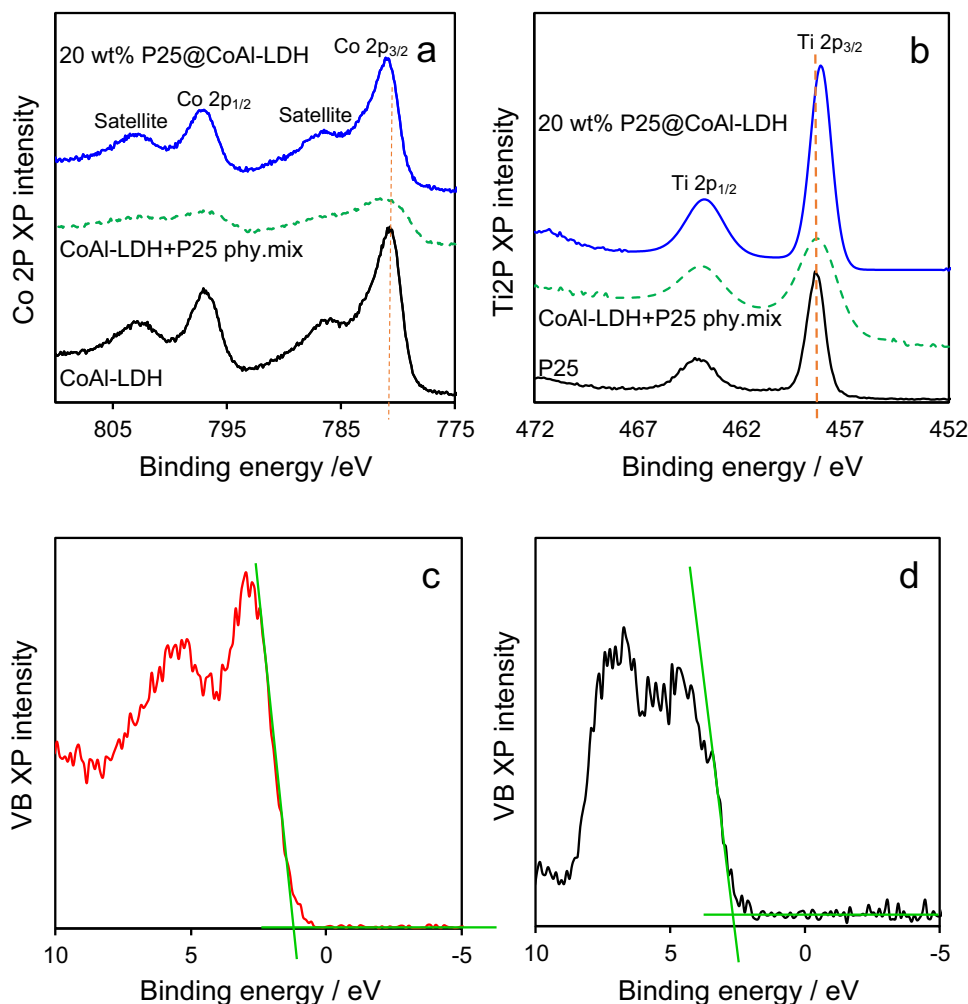 a
20 wt% P25@CoAl-LDH
Co 2p3/2
Co 2p1/2
Satellite
Satellite
CoAl-LDH+P25 phy.mix
CoAl-LDH
Co 2P XP intensity
805 795 785 775
Binding energy /eV
b
Ti 2p3/2
20 wt% P25@CoAl-LDH
Ti 2p1/2
CoAl-LDH+P25 phy.mix
P25
Ti2P XP intensity
472 467 462 457 452
Binding energy / eV
c
VB XP intensity
10 5 0 -5
Binding energy / eV
d
VB XP intensity
10 5 0 -5
Binding energy / eV